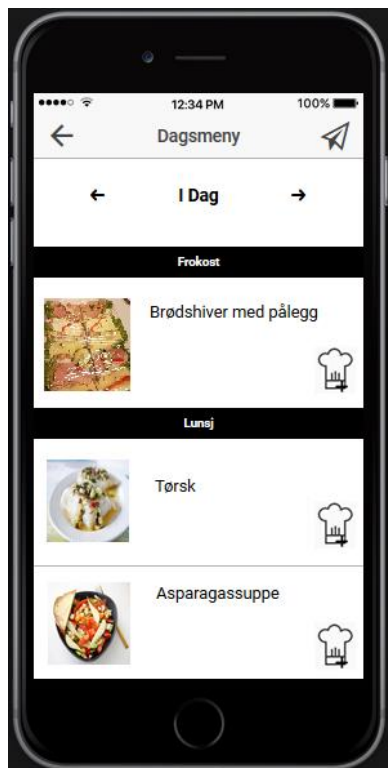 12:34 PM
100%
Dagsmeny
I Dag
Frokost
Brødshiver med pålegg
Lunsj
Tørsk
Asparagassuppe